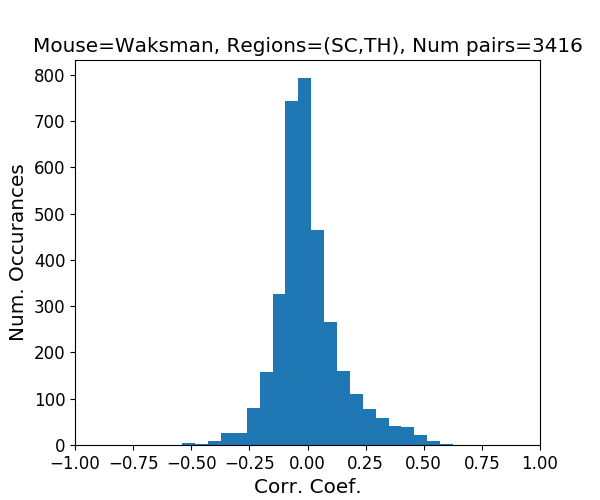 Mouse=Waksman, Regions=(SC,TH), Num pairs=3416
800
700
600
500
400
300
200
100
0
Num. Occurances
−1.00 −0.75 −0.50 −0.25 0.00 0.25 0.50 0.75 1.00
Corr. Coef.